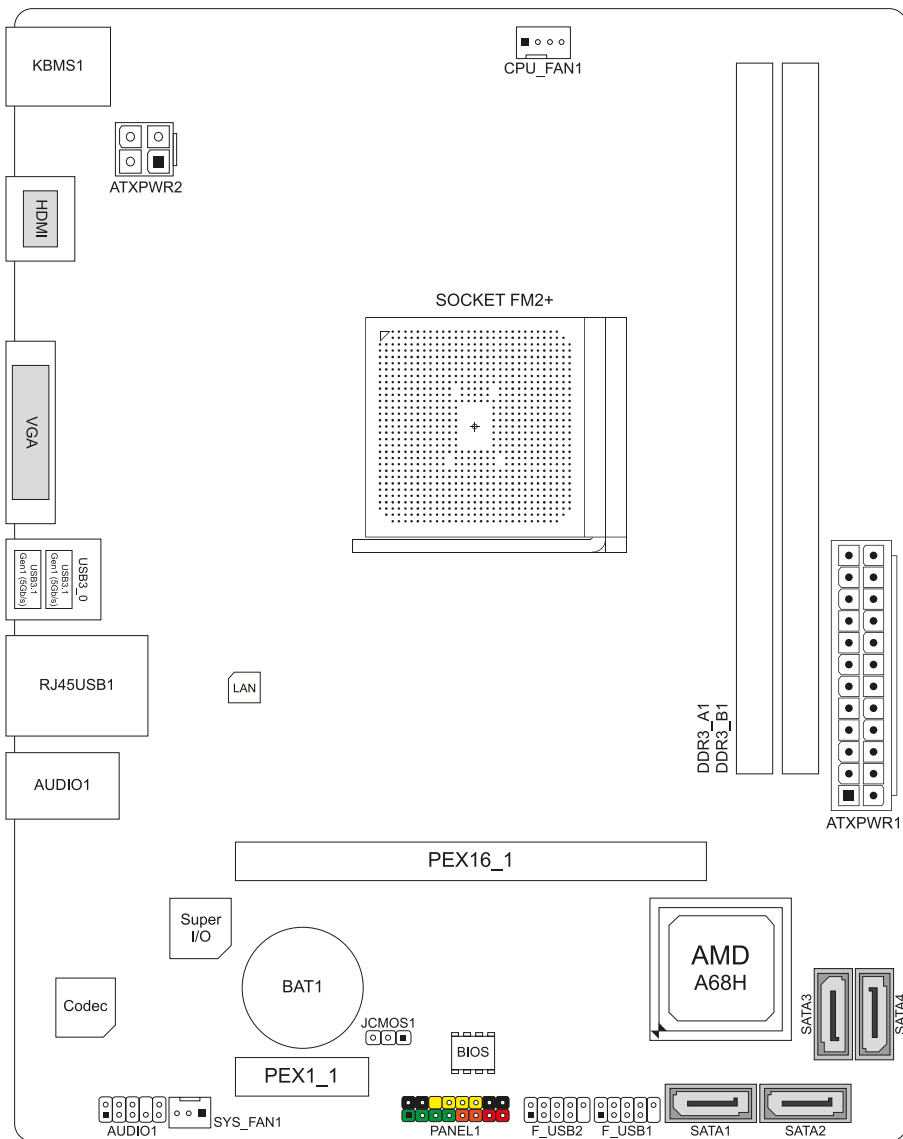 KBMS1
CPU_FAN1
ATXPWR2
HDMI
SOCKET FM2+
VGA
USB3_0
USB3.1
Gen1 (5Gb/s)
USB3.1
Gen1 (5Gb/s)
RJ45USB1
LAN
DDR3_A1
DDR3_B1
AUDIO1
ATXPWR1
PEX16_1
Super
I/O
AMD
A68H
BAT1
Codec
SATA3
SATA4
JCMOS1
BIOS
PEX1_1
AUDIO1
SYS_FAN1
PANEL1
F_USB2
F_USB1
SATA1
SATA2